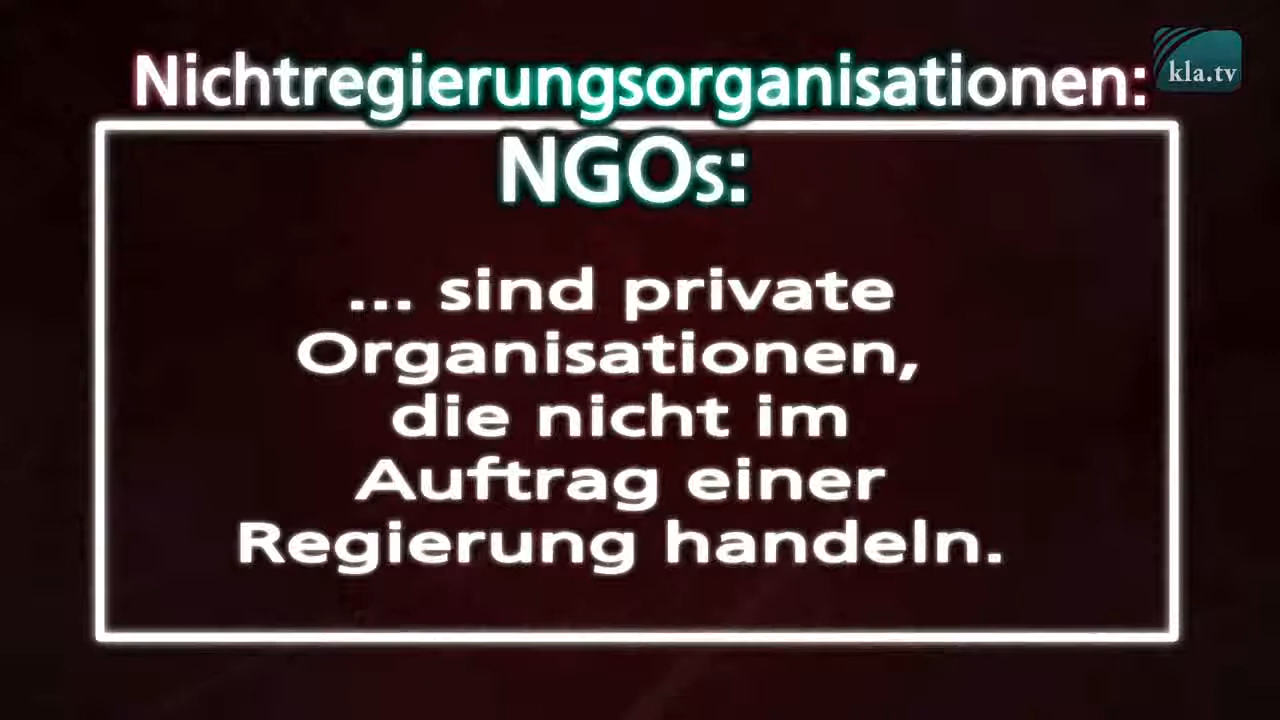 Nichtregierungsorganisationen:
kla.tv
NGOs:
... sind private
Organisationen,
die nicht im
Auftrag einer
Regierung handeln.